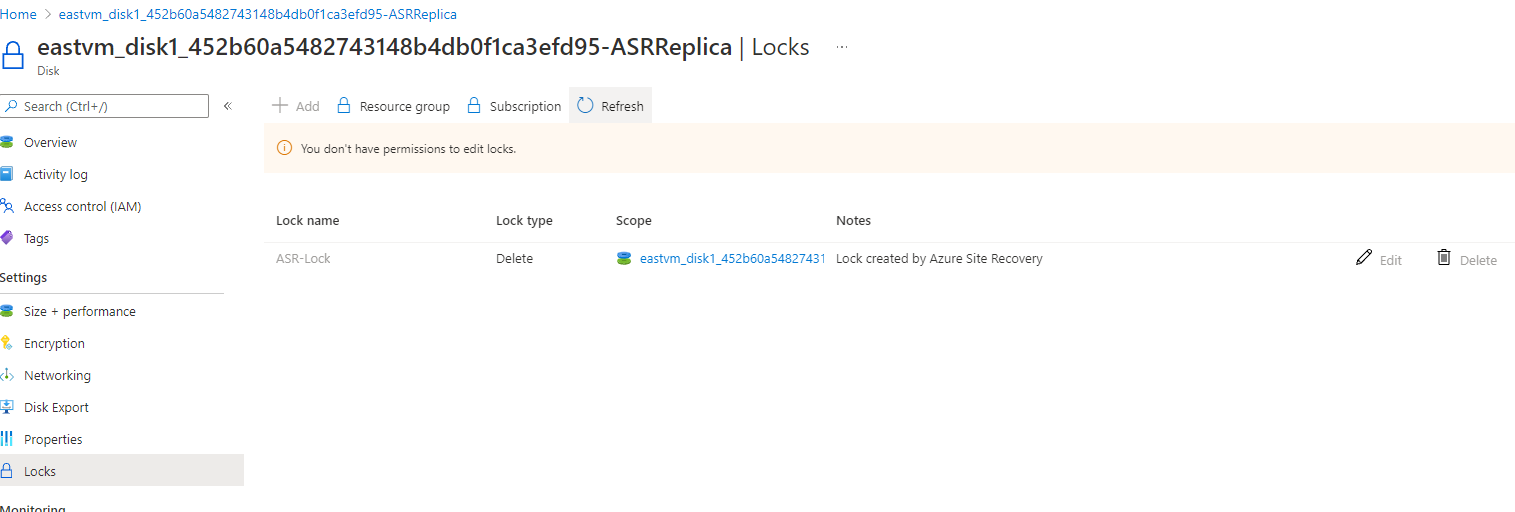 Home > eastvm_disk1_452b60a5482743148b4db0f1ca3efd95-ASRReplica
eastvm_disk1_452b60a5482743148b4db0f1ca3efd95-ASRReplica | Locks ...
Disk
Search (Ctrl+/) «
Add Resource group Subscription Refresh
You don't have permissions to edit locks.
Overview
Activity log
Access control (IAM)
Tags
Settings
Size + performance
Encryption
Networking
Disk Export
Properties
Locks
Monitoring
Lock name Lock type Scope Notes
ASR-Lock Delete eastvm_disk1_452b60a54827431 Lock created by Azure Site Recovery Edit Delete